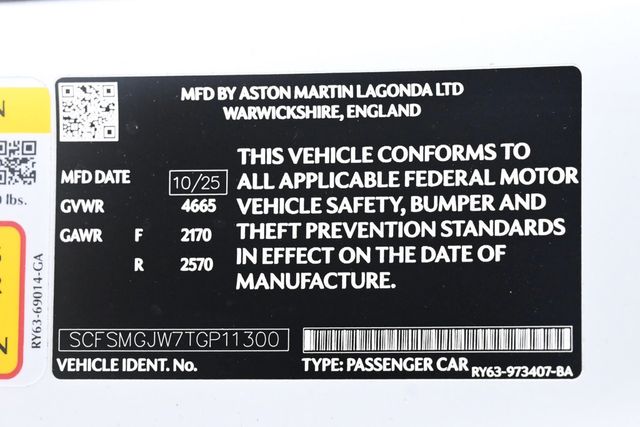 MFD BY ASTON MARTIN LAGONDA LTD
WARWICKSHIRE, ENGLAND
MFD DATE 10/25
GVWR 4665
GAWR F 2170
R 2570
THIS VEHICLE CONFORMS TO
ALL APPLICABLE FEDERAL MOTOR
VEHICLE SAFETY, BUMPER AND
THEFT PREVENTION STANDARDS
IN EFFECT ON THE DATE OF
MANUFACTURE.
SCFSMGJW7TGP11300
VEHICLE IDENT. No.
TYPE: PASSENGER CAR
RY63-973407-BA
N
lbs.
RY63-69014-GA